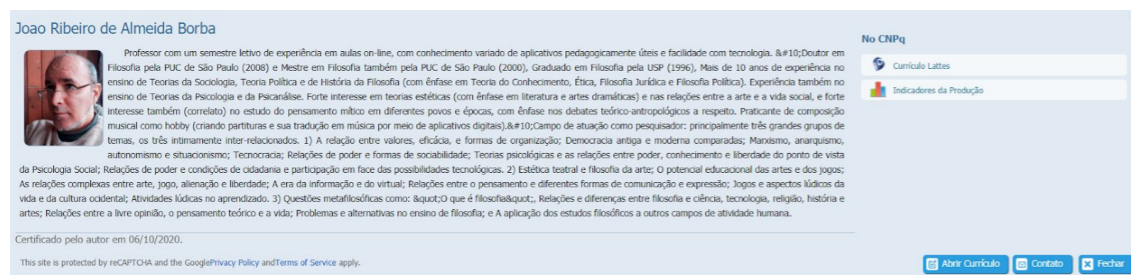 Joao Ribeiro de Almeida Borba
Professor com um semestre letivo de experiência em aulas on-line, com conhecimento variado de aplicativos pedagogicamente úteis e facilidade com tecnologia. &#10;Doutor em
Filosofia pela PUC de São Paulo (2008) e Mestre em Filosofia também pela PUC de São Paulo (2000), Graduado em Filosofia pela USP (1996), Mais de 10 anos de experiência no
ensino de Teorias da Sociologia, Teoria Política e de História da Filosofia (com ênfase em Teoria do Conhecimento, Ética, Filosofia Jurídica e Filosofia Política). Experiência também no
ensino de Teorias da Psicologia e da Psicanálise. Forte interesse em teorias estéticas (com ênfase em literatura e artes dramáticas) e nas relações entre a arte e a vida social, e forte
interesse também (correlato) no estudo do pensamento mítico em diferentes povos e épocas, com ênfase nos debates teórico-antropológicos a respeito. Praticante de composição
musical como hobby (criando partituras e sua tradução em música por meio de aplicativos digitais).&#10;Campo de atuação como pesquisador: principalmente três grandes grupos de
temas, os três intimamente inter-relacionados. 1) A relação entre valores, eficácia, e formas de organização; Democracia antiga e moderna comparadas; Marxismo, anarquismo,
autonomismo e situacionismo; Tecnocracia; Relações de poder e formas de sociabilidade; Teorias psicológicas e as relações entre poder, conhecimento e liberdade do ponto de vista
da Psicologia Social; Relações de poder e condições de cidadania e participação em face das possibilidades tecnológicas. 2) Estética teatral e filosofia da arte; O potencial educacional das artes e dos jogos;
As relações complexas entre arte, jogo, alienação e liberdade; A era da informação e do virtual; Relações entre o pensamento e diferentes formas de comunicação e expressão; Jogos e aspectos lúdicos da
vida e da cultura ocidental; Atividades lúdicas no aprendizado. 3) Questões metafilosóficas como: &quot;O que é filosofia&quot;, Relações e diferenças entre filosofia e ciência, tecnologia, religião, história e
artes; Relações entre a livre opinião, o pensamento teórico e a vida; Problemas e alternativas no ensino de filosofia; e A aplicação dos estudos filosóficos a outros campos de atividade humana.
Certificado pelo autor em 06/10/2020.
This site is protected by reCAPTCHA and the GooglePrivacy Policy andTerms of Service apply.
No CNPq
Currículo Lattes
Indicadores da Produção
Abrir Currículo
Contato
Fechar